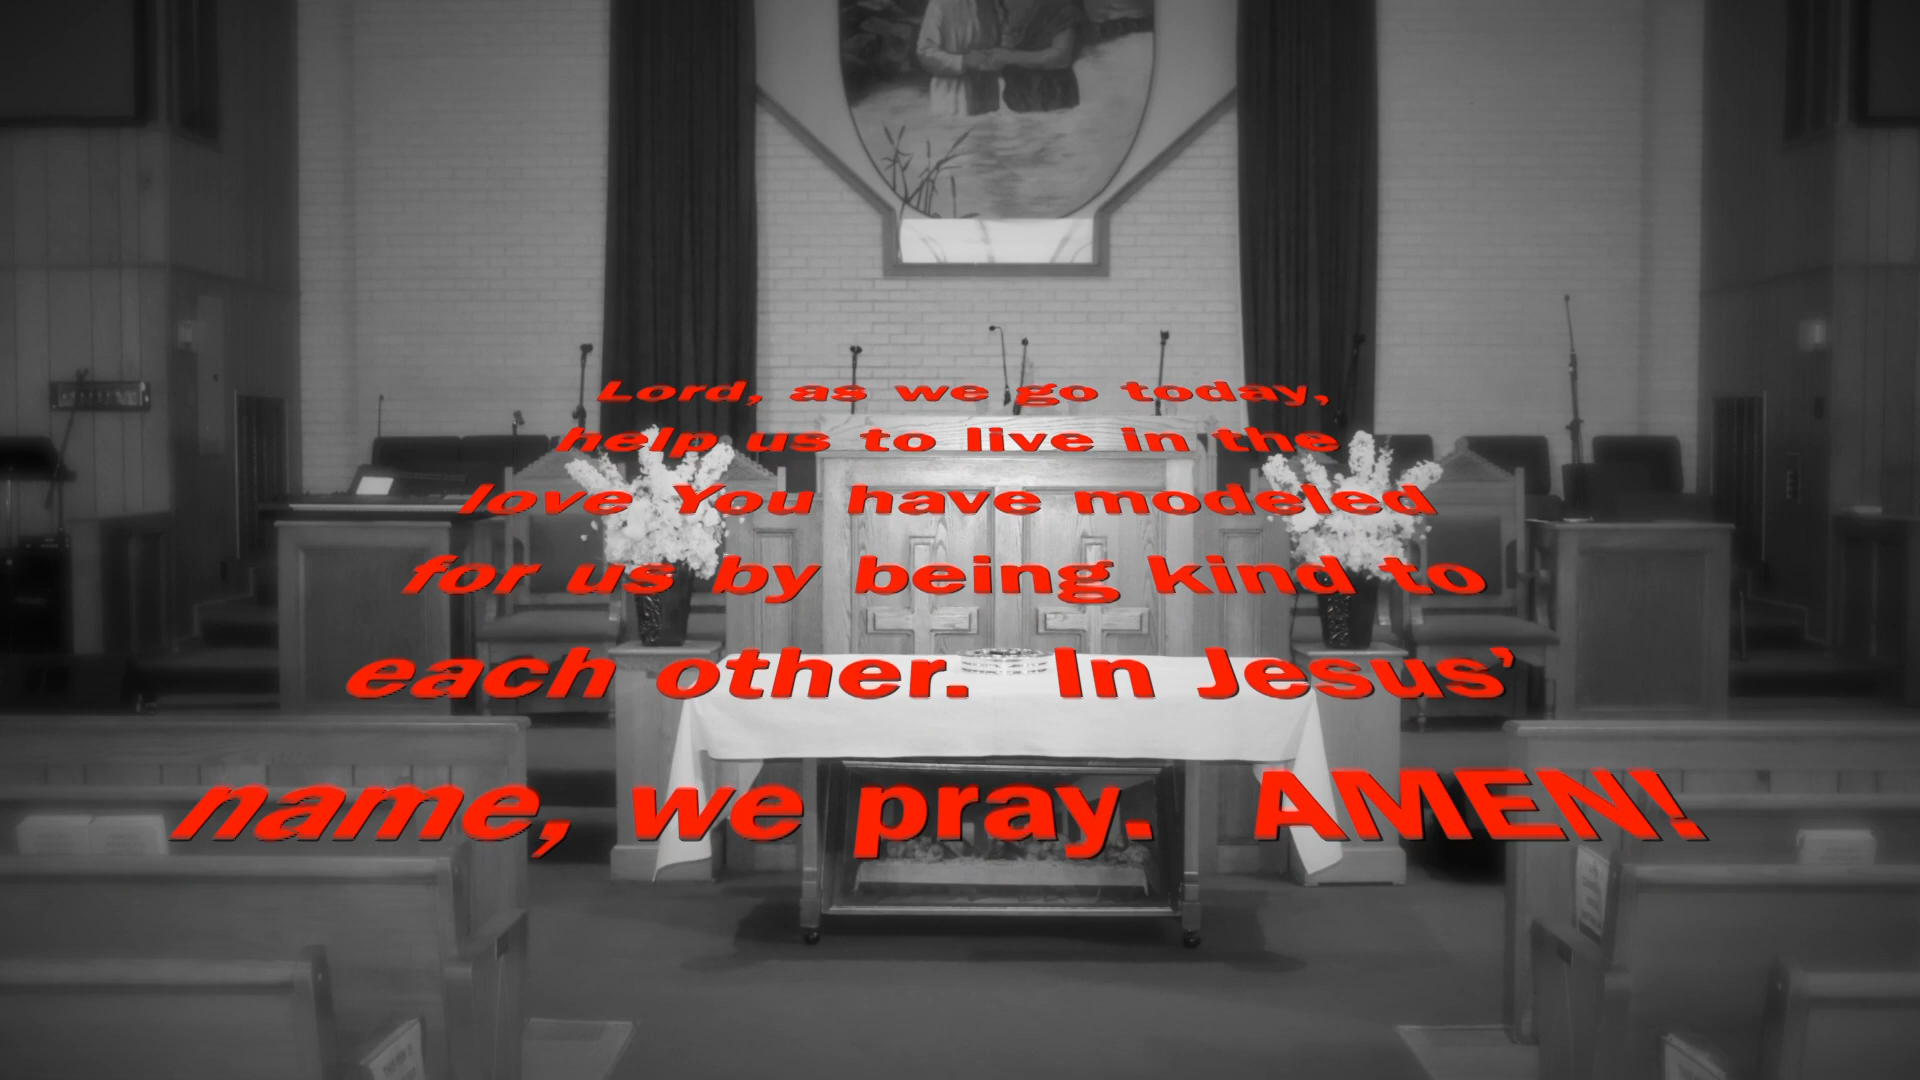 Lord, as we go today,
help us to live in the
love You have modeled
for us by being kind to
each other.  In Jesus’
name, we pray.  AMEN!